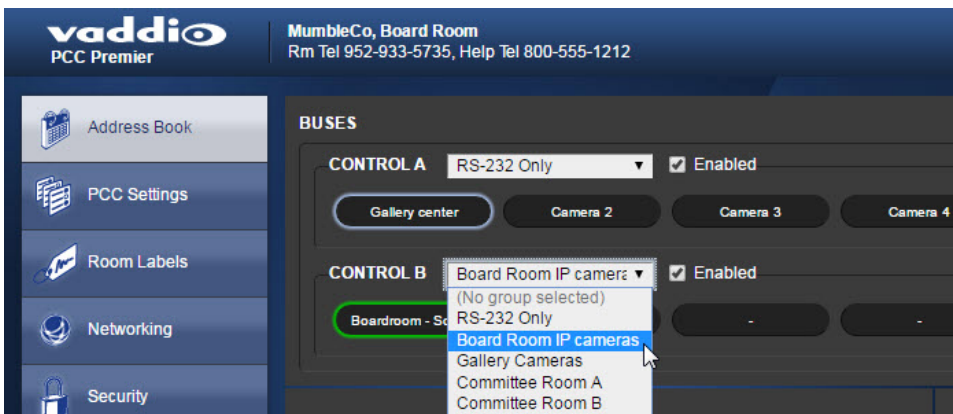 vaddio
PCC Premier
MumbleCo, Board Room
Rm Tel 952-933-5735, Help Tel 800-555-1212
Address Book
PCC Settings
Room Labels
Networking
Security
BUSES
CONTROL A RS-232 Only Enabled
Gallery center Camera 2 Camera 3 Camera 4
CONTROL B Board Room IP camera Enabled
Boardroom - - -
(No group selected)
RS-232 Only
Board Room IP cameras
Gallery Cameras
Committee Room A
Committee Room B